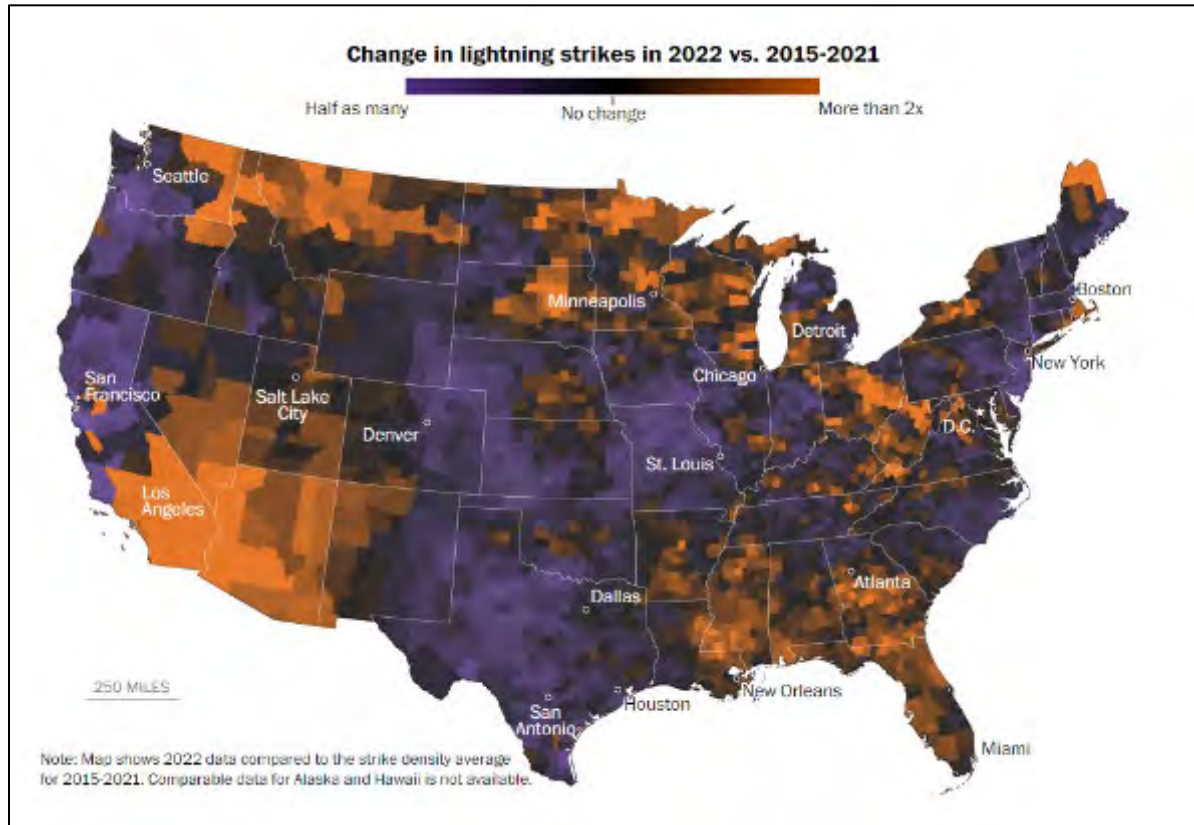 Change in lightning strikes in 2022 vs. 2015-2021
Half as many
No change
More than 2x
Seattle
Minneapolis
Boston
Detroit
New York
Chicago
San
Francisco
Salt Lake
City
Denver
D.C.
St. Louis
Los
Angeles
Atlanta
Dallas
250 MILES
New Orleans
Houston
San
Antonio
Miami
Note: Map shows 2022 data compared to the strike density average
for 2015-2021. Comparable data for Alaska and Hawaii is not available.